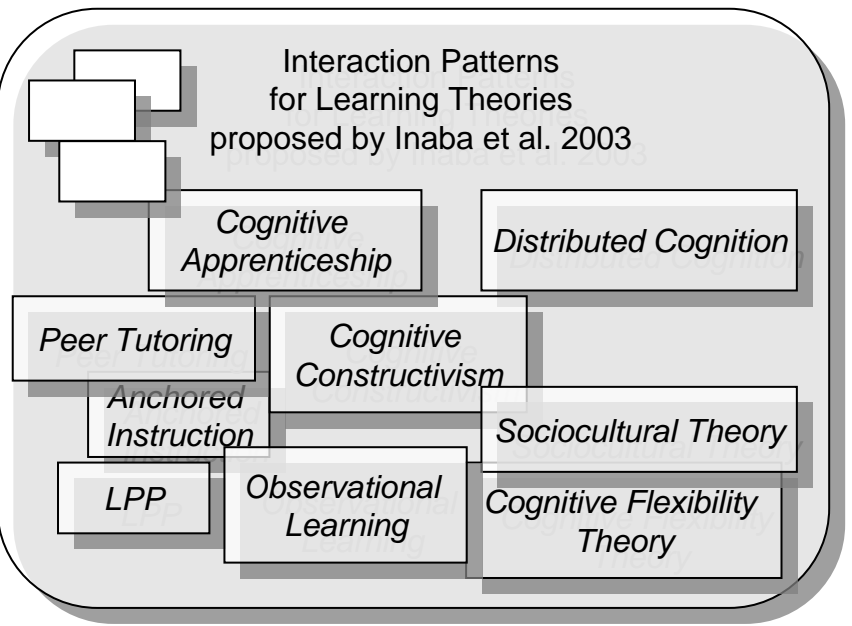 Interaction Patterns
for Learning Theories
proposed by Inaba et al. 2003
Cognitive
Apprenticeship
Distributed Cognition
Peer Tutoring
Cognitive
Constructivism
Anchored
Instruction
Sociocultural Theory
LPP
Observational
Learning
Cognitive Flexibility
Theory